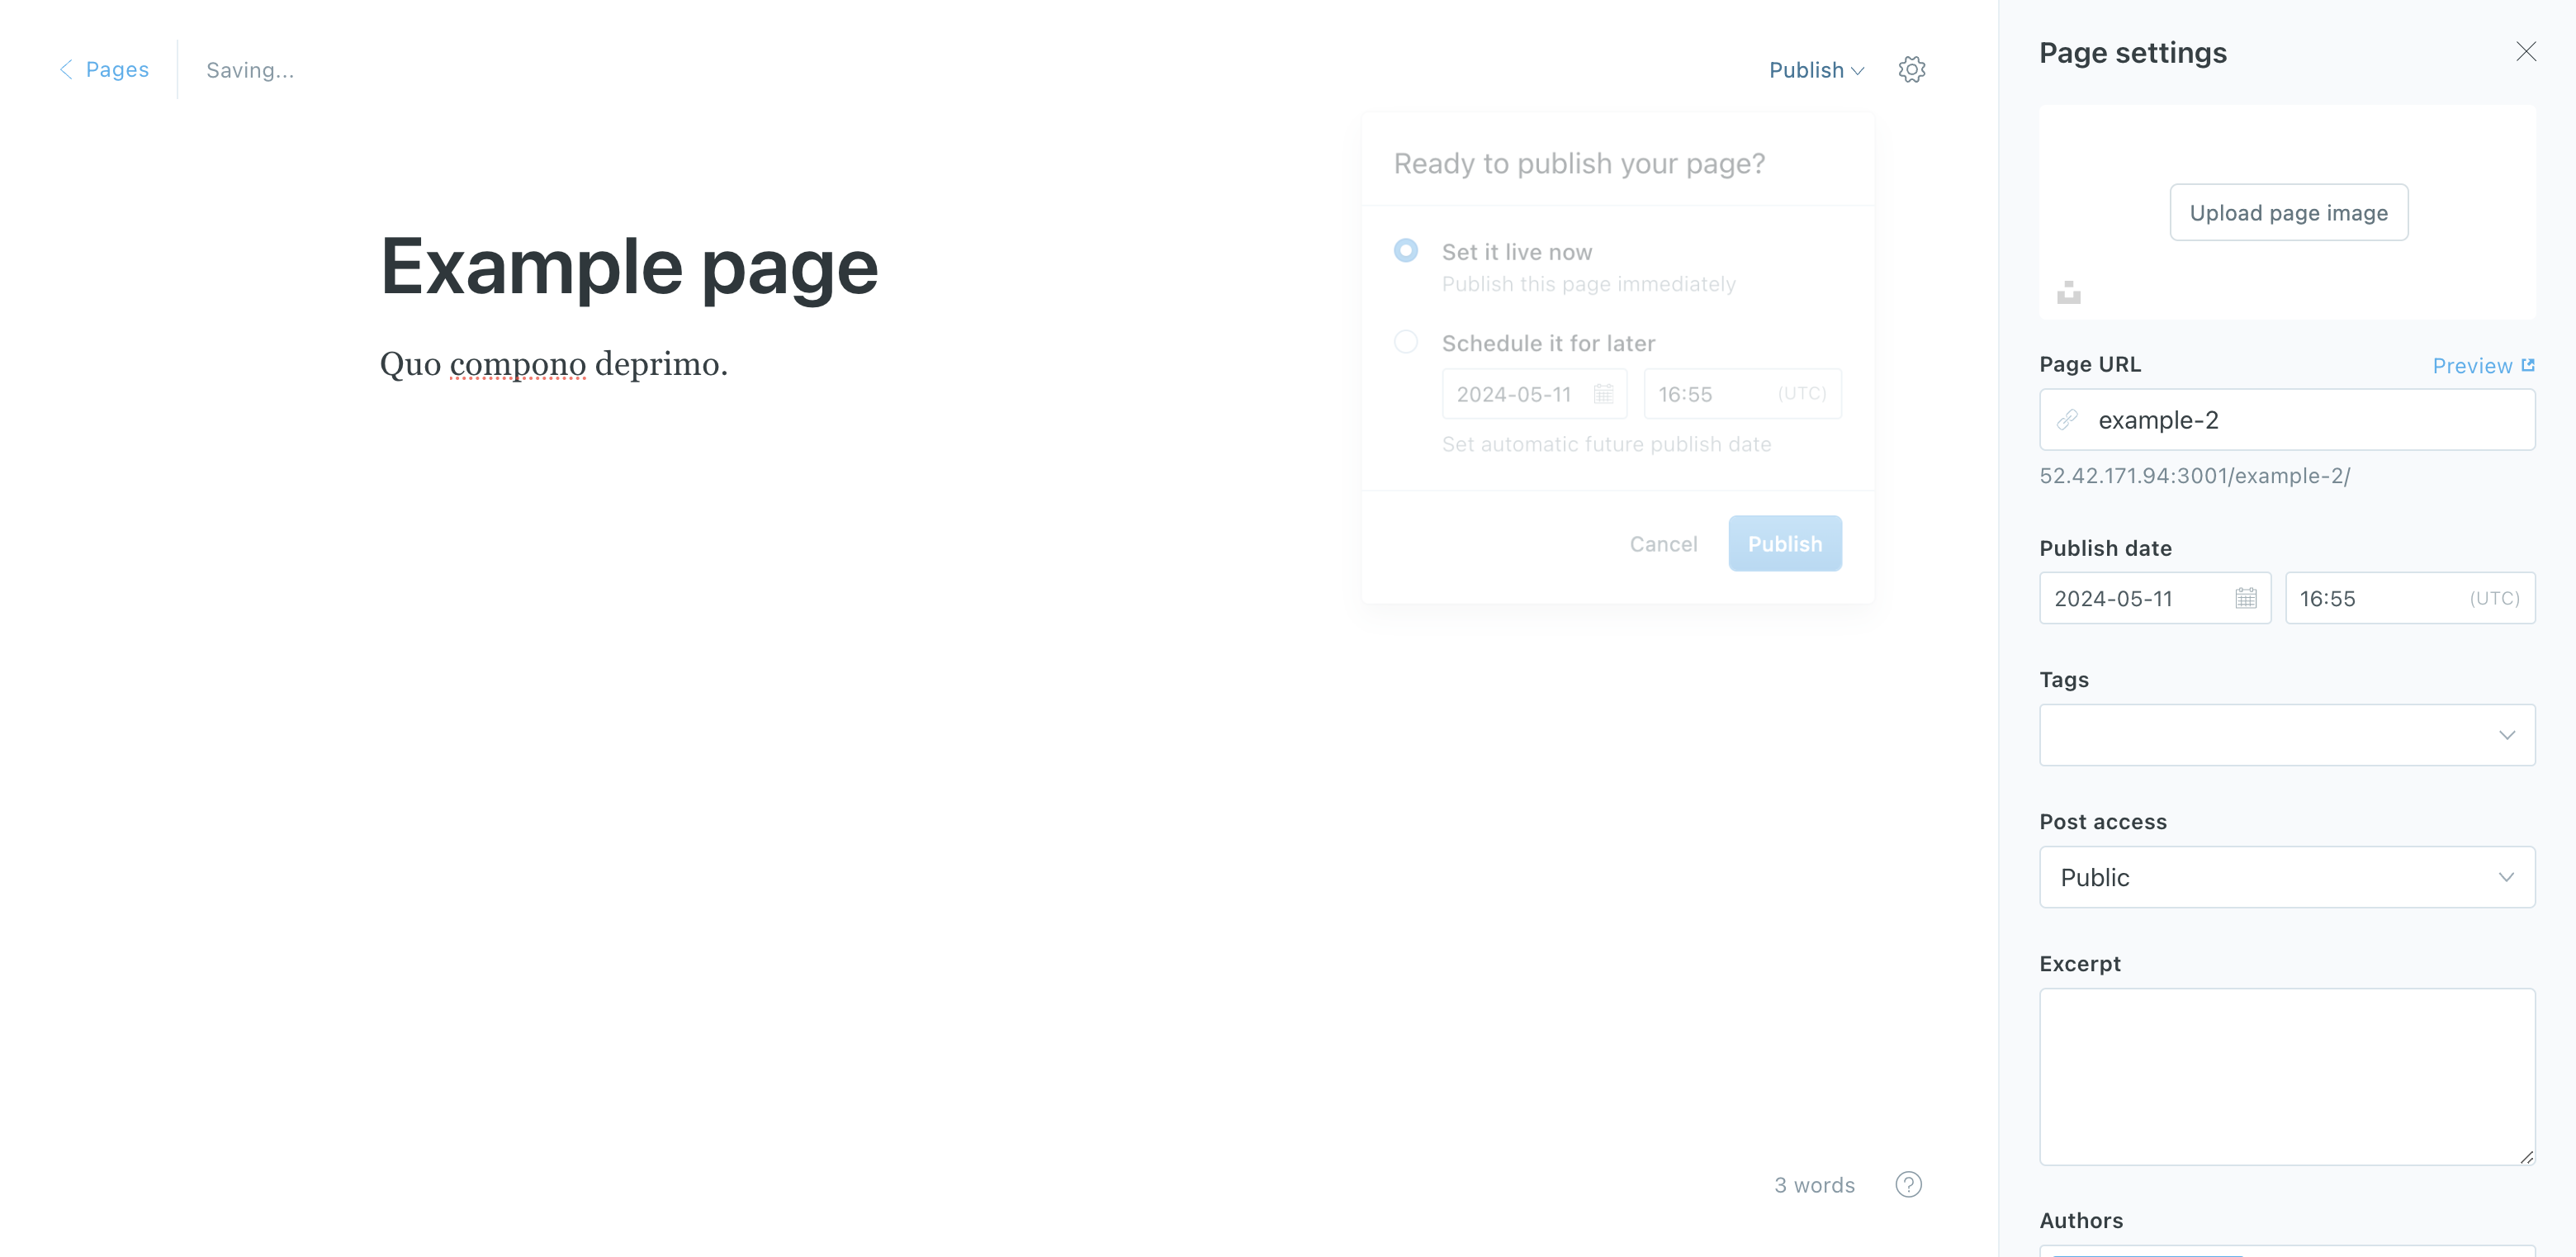 Pages
Saving...
Publish
Example page
Quo compono deprimo.
Ready to publish your page?
Set it live now
Publish this page immediately
Schedule it for later
2024-05-11
16:55 (UTC)
Set automatic future publish date
Cancel
Publish
3 words
?
Page settings
Upload page image
Page URL
Preview
example-2
52.42.171.94:3001/example-2/
Publish date
2024-05-11
16:55 (UTC)
Tags
Post access
Public
Excerpt
Authors